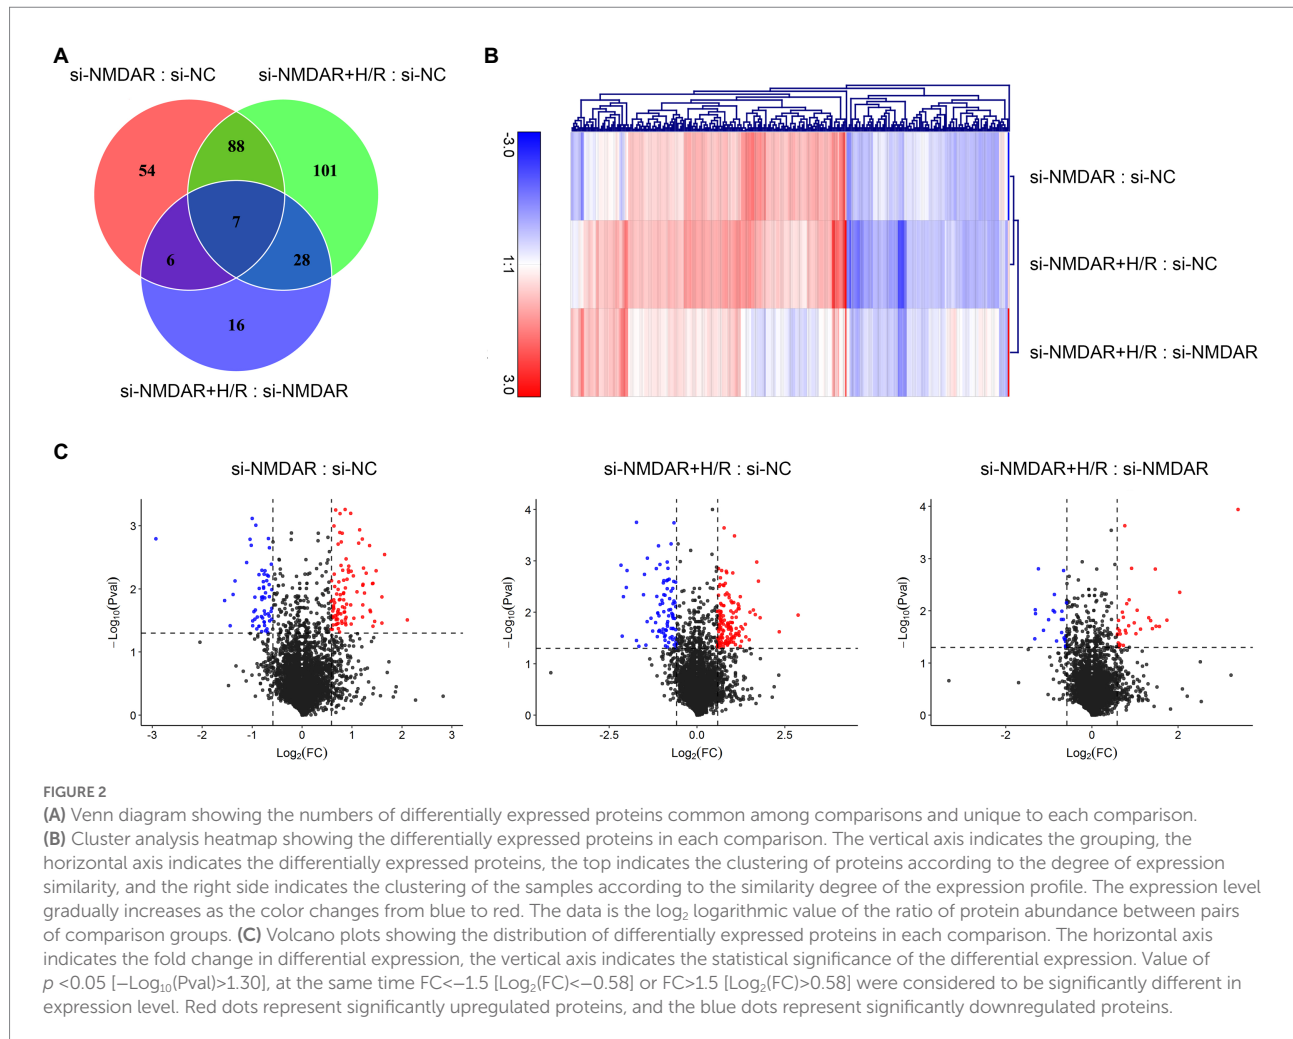 A
si-NMDAR : si-NC
si-NMDAR+H/R : si-NC
54
88
101
7
6
28
16
si-NMDAR+H/R : si-NMDAR
B
-3.0
1:1
3.0
si-NMDAR : si-NC
si-NMDAR+H/R : si-NC
si-NMDAR+H/R : si-NMDAR
C
si-NMDAR : si-NC
−Log₁₀(Pval)
3
2
1
0
-3
-2
-1
0
1
2
3
Log₂(FC)
si-NMDAR+H/R : si-NC
−Log₁₀(Pval)
4
3
2
1
0
-2.5
0.0
2.5
Log₂(FC)
si-NMDAR+H/R : si-NMDAR
−Log₁₀(Pval)
4
3
2
1
0
-2
0
2
Log₂(FC)
FIGURE 2
(A) Venn diagram showing the numbers of differentially expressed proteins common among comparisons and unique to each comparison.
(B) Cluster analysis heatmap showing the differentially expressed proteins in each comparison. The vertical axis indicates the grouping, the
horizontal axis indicates the differentially expressed proteins, the top indicates the clustering of proteins according to the degree of expression
similarity, and the right side indicates the clustering of the samples according to the similarity degree of the expression profile. The expression level
gradually increases as the color changes from blue to red. The data is the log₂ logarithmic value of the ratio of protein abundance between pairs
of comparison groups. (C) Volcano plots showing the distribution of differentially expressed proteins in each comparison. The horizontal axis
indicates the fold change in differential expression, the vertical axis indicates the statistical significance of the differential expression. Value of
p <0.05 [−Log₁₀(Pval)>1.30], at the same time FC<−1.5 [Log₂(FC)<−0.58] or FC>1.5 [Log₂(FC)>0.58] were considered to be significantly different in
expression level. Red dots represent significantly upregulated proteins, and the blue dots represent significantly downregulated proteins.